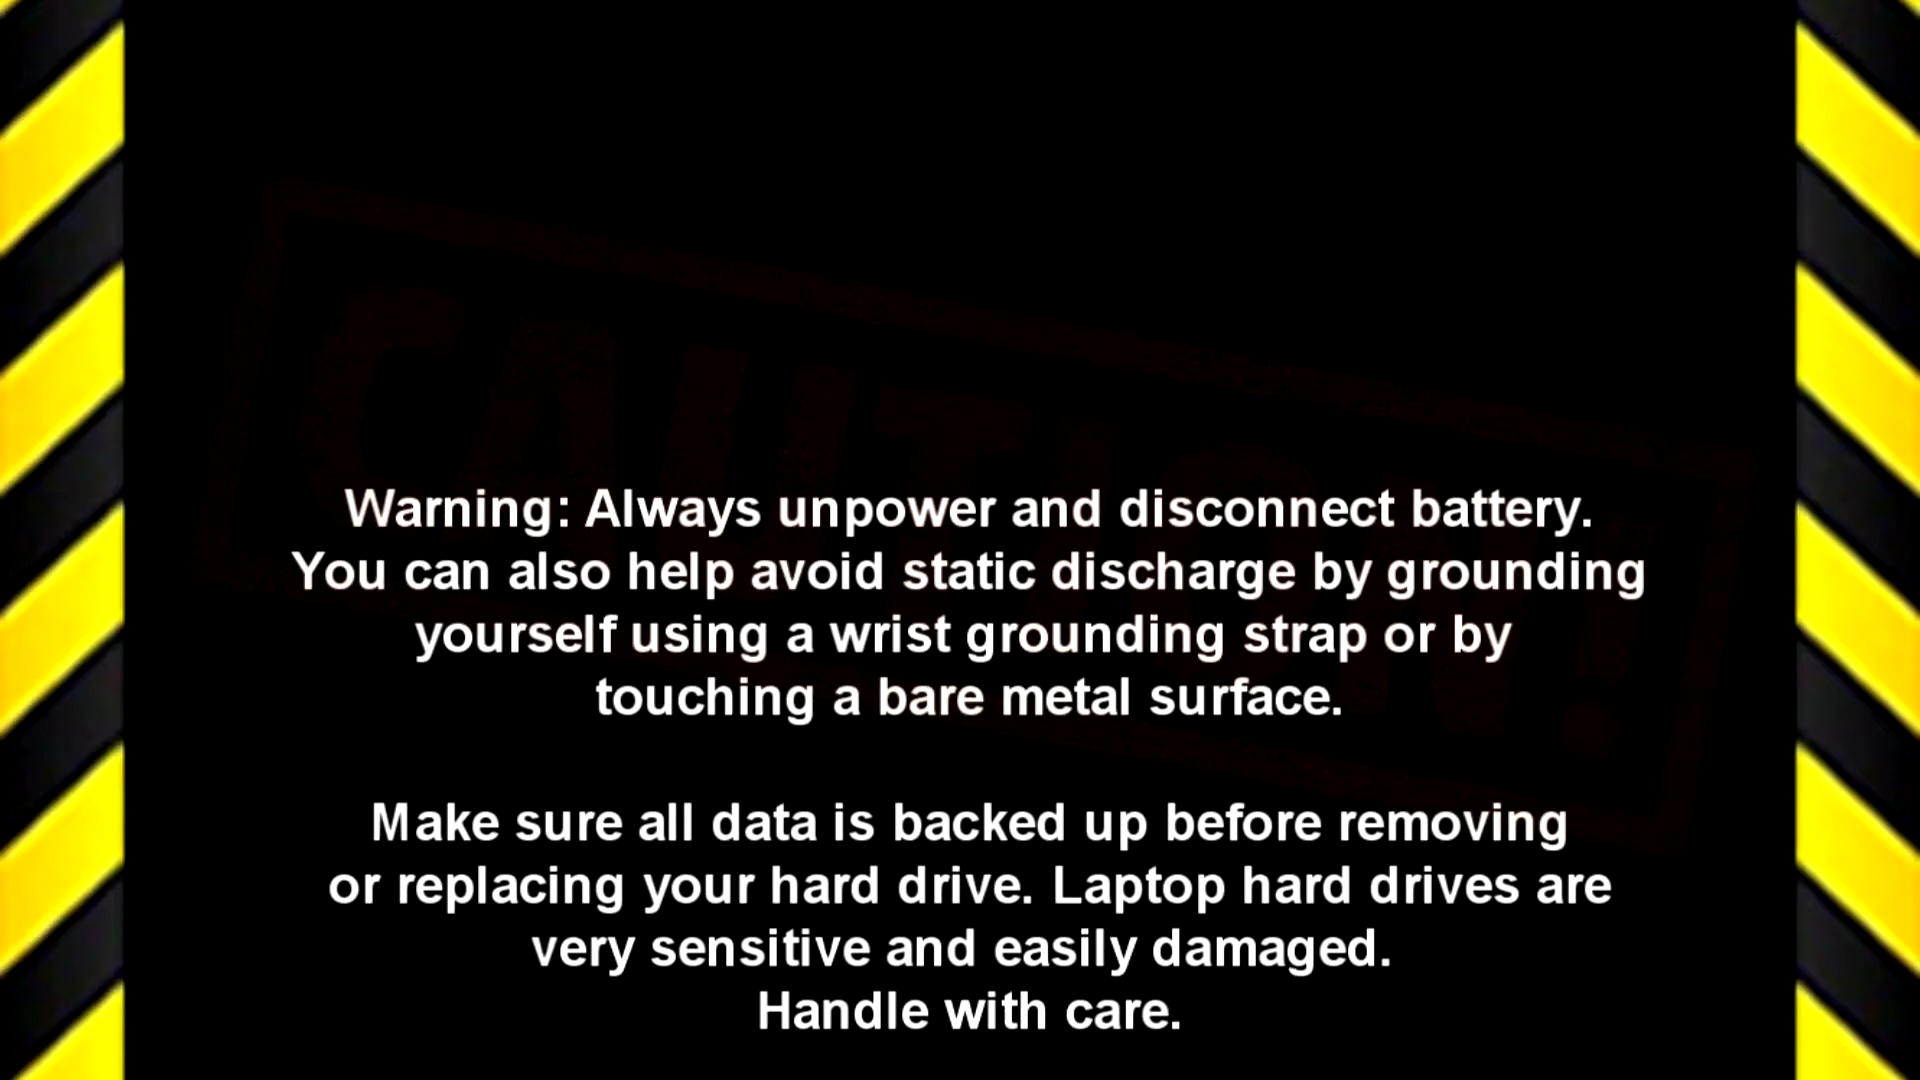 CAUTION!
Warning: Always unpower and disconnect battery.
You can also help avoid static discharge by grounding
yourself using a wrist grounding strap or by
touching a bare metal surface.
Make sure all data is backed up before removing
or replacing your hard drive. Laptop hard drives are
very sensitive and easily damaged.
Handle with care.